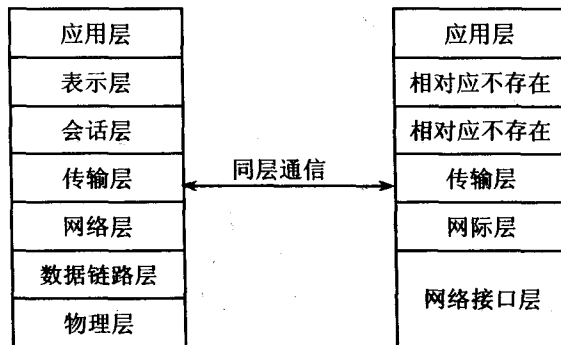 应用层
表示层
会话层
传输层
网络层
数据链路层
物理层
同层通信
应用层
相对应不存在
相对应不存在
传输层
网际层
网络接口层